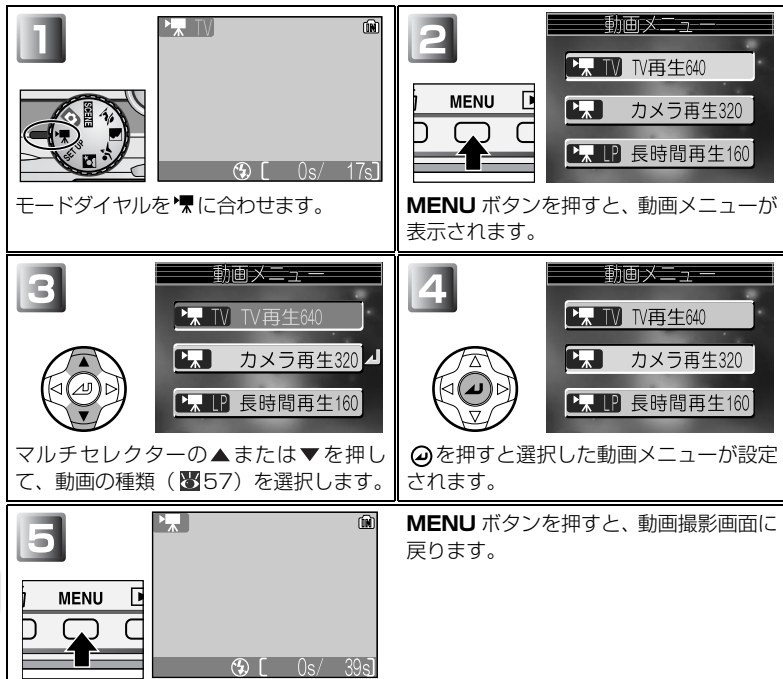 1
TV
IN
SCENE
SET UP
0s/ 17s]
モードダイヤルを に合わせます。
2
MENU
動画メニュー
TV TV再生640
カメラ再生320
LP 長時間再生160
MENU ボタンを押すと、動画メニューが
表示されます。
3
動画メニュー
TV TV再生640
カメラ再生320
LP 長時間再生160
マルチセレクターの▲または▼を押し
て、動画の種類( 57)を選択します。
4
動画メニュー
TV TV再生640
カメラ再生320
LP 長時間再生160
を押すと選択した動画メニューが設定
されます。
5
MENU
IN
[ 0s/ 39s]
MENU ボタンを押すと、動画撮影画面に
戻ります。